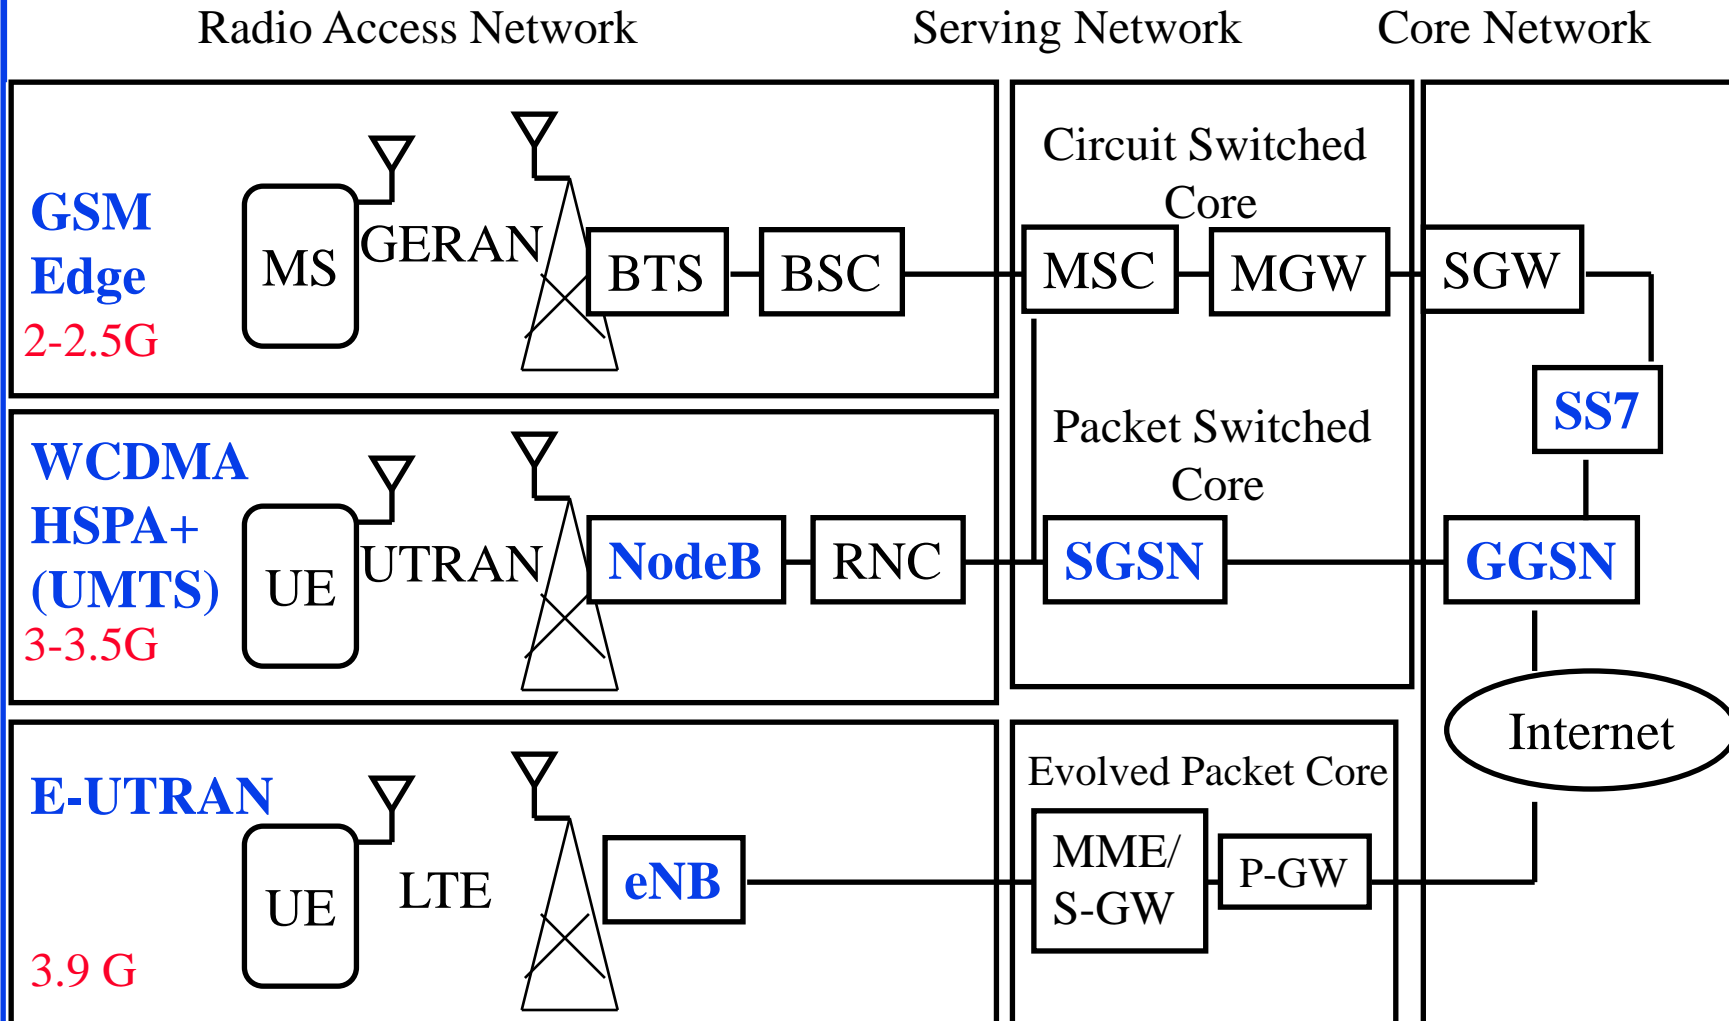 Radio Access Network
Serving Network
Core Network
GSM
Edge
2-2.5G
MS
GERAN
BTS
BSC
Circuit Switched
Core
MSC
MGW
SGW
SS7
WCDMA
HSPA+
(UMTS)
3-3.5G
UE
UTRAN
NodeB
RNC
Packet Switched
Core
SGSN
GGSN
Internet
E-UTRAN
3.9 G
UE
LTE
eNB
Evolved Packet Core
MME/
S-GW
P-GW